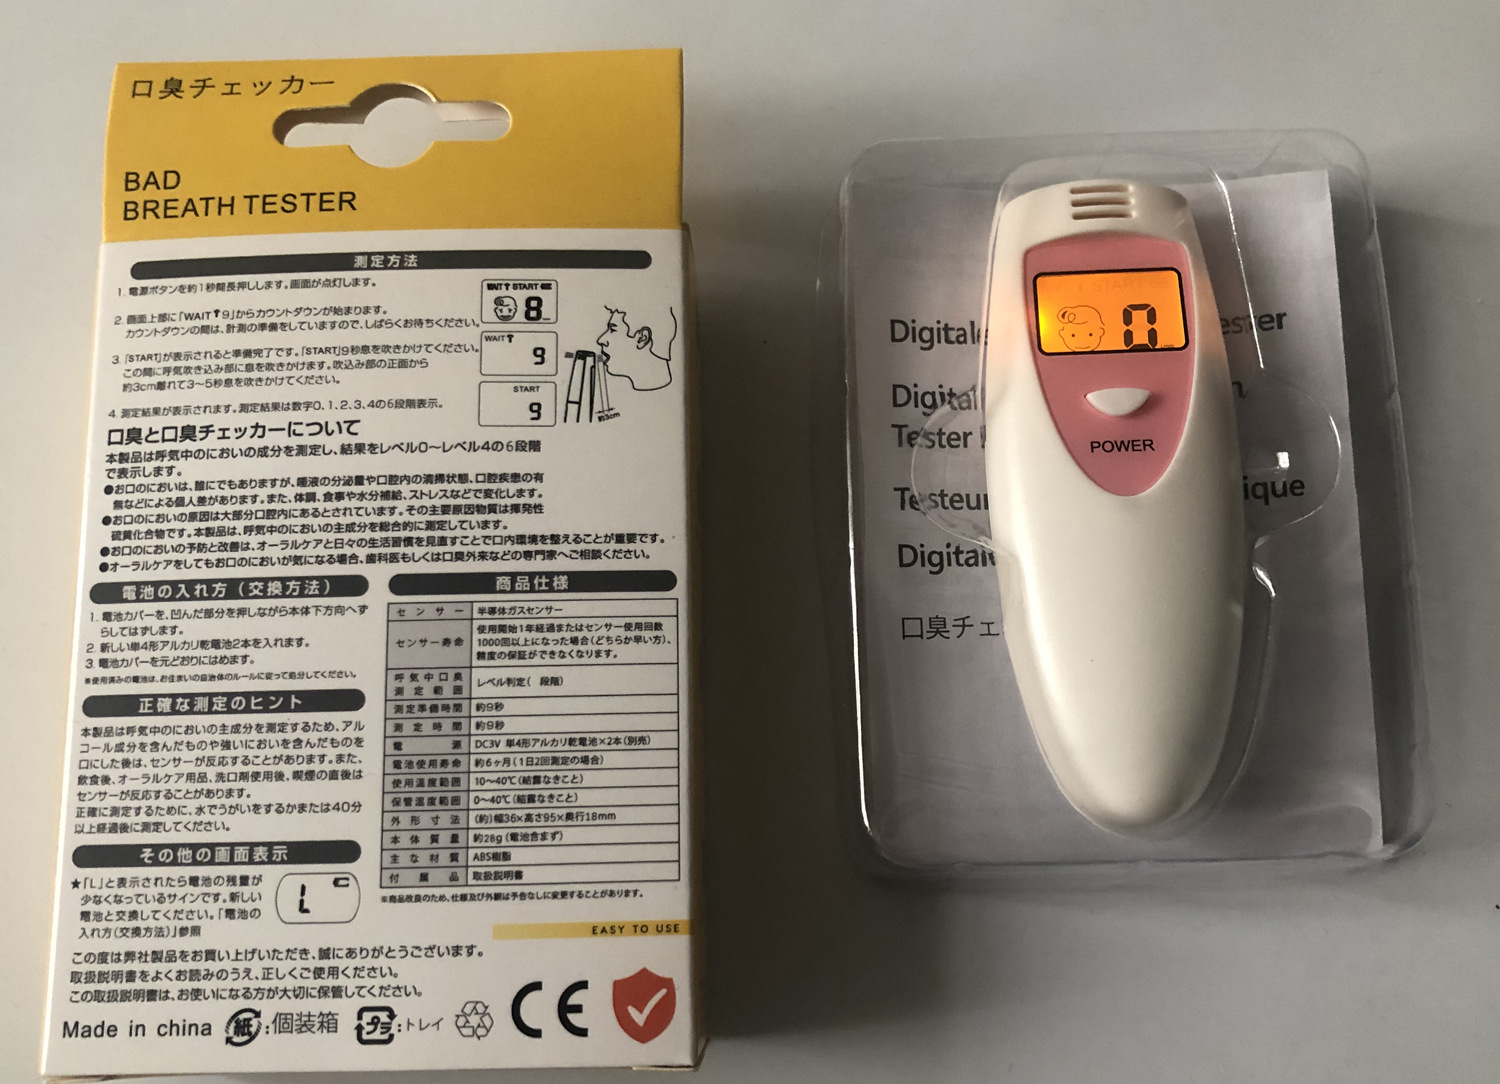 口臭チェッカー
BAD
BREATH TESTER
測定方法
1. 電源ボタンを約1秒間長押しします。画面が点灯します。
2. 画面上部に「WAIT⬆9」からカウントダウンが始まります。
カウントダウンの間は、計測の準備をしていますので、しばらくお待ちください。
3. 「START」が表示されると準備完了です。「START」9秒息を吹きかけてください。
この間に呼気吹き込み部に息を吹きかけます。吹込み部の正面から
約3cm離れて3〜5秒息を吹きかけてください。
4. 測定結果が表示されます。測定結果は数字0、1、2、3、4の6段階表示。
WAIT⬆ START
8
WAIT⬆
9
START
9
約3cm
口臭と口臭チェッカーについて
本製品は呼気中のにおいの成分を測定し、結果をレベル0〜レベル4の6段階
で表示します。
●お口のにおいは、誰にでもありますが、唾液の分泌量や口腔内の清掃状態、口腔疾患の有
無などによる個人差があります。また、体調、食事や水分補給、ストレスなどで変化します。
●お口のにおいの原因は大部分口腔内にあるとされています。その主要原因物質は揮発性
硫黄化合物です。本製品は、呼気中のにおいの主成分を総合的に測定しています。
●お口のにおいの予防と改善は、オーラルケアと日々の生活習慣を見直すことで口内環境を整えることが重要です。
●オーラルケアをしてもお口のにおいが気になる場合、歯科医もしくは口臭外来などの専門家へご相談ください。
電池の入れ方（交換方法）
1. 電池カバーを、凹んだ部分を押しながら本体下方向へず
らしてはずします。
2. 新しい単4形アルカリ乾電池2本を入れます。
3. 電池カバーを元どおりにはめます。
※使用済みの電池は、お住まいの自治体のルールに従って処分してください。
正確な測定のヒント
本製品は呼気中のにおいの主成分を測定するため、アル
コール成分を含んだものや強いにおいを含んだものを
口にした後は、センサーが反応することがあります。また、
飲食後、オーラルケア用品、洗口剤使用後、喫煙の直後は
センサーが反応することがあります。
正確に測定するために、水でうがいをするかまたは40分
以上経過後に測定してください。
その他の画面表示
★「L」と表示されたら電池の残量が
少なくなっているサインです。新しい
電池と交換してください。「電池の
入れ方（交換方法）」参照
L
商品仕様
センサー 半導体ガスセンサー
センサー寿命 使用開始1年経過またはセンサー使用回数
1000回以上になった場合（どちらか早い方）、
精度の保証ができなくなります。
呼気中口臭
測定範囲 レベル判定（ 段階）
測定準備時間 約9秒
測定時間 約9秒
電源 DC3V 単4形アルカリ乾電池×2本（別売）
電池使用寿命 約6ヶ月（1日2回測定の場合）
使用温度範囲 10〜40℃（結露なきこと）
保管温度範囲 0〜40℃（結露なきこと）
外形寸法 （約）幅36×高さ95×奥行18mm
本体質量 約28g（電池含まず）
主な材質 ABS樹脂
付属品 取扱説明書
※商品改良のため、仕様及び外観は予告なしに変更することがあります。
EASY TO USE
この度は弊社製品をお買い上げいただき、誠にありがとうございます。
取扱説明書をよくお読みのうえ、正しくご使用ください。
この取扱説明書は、お使いになる方が大切に保管してください。
Made in china 紙:個装箱 プラ:トレイ CE
0
POWER
Digitale
ester
Digital
n
Tester
Testeur
ique
Digitale
口臭チェ